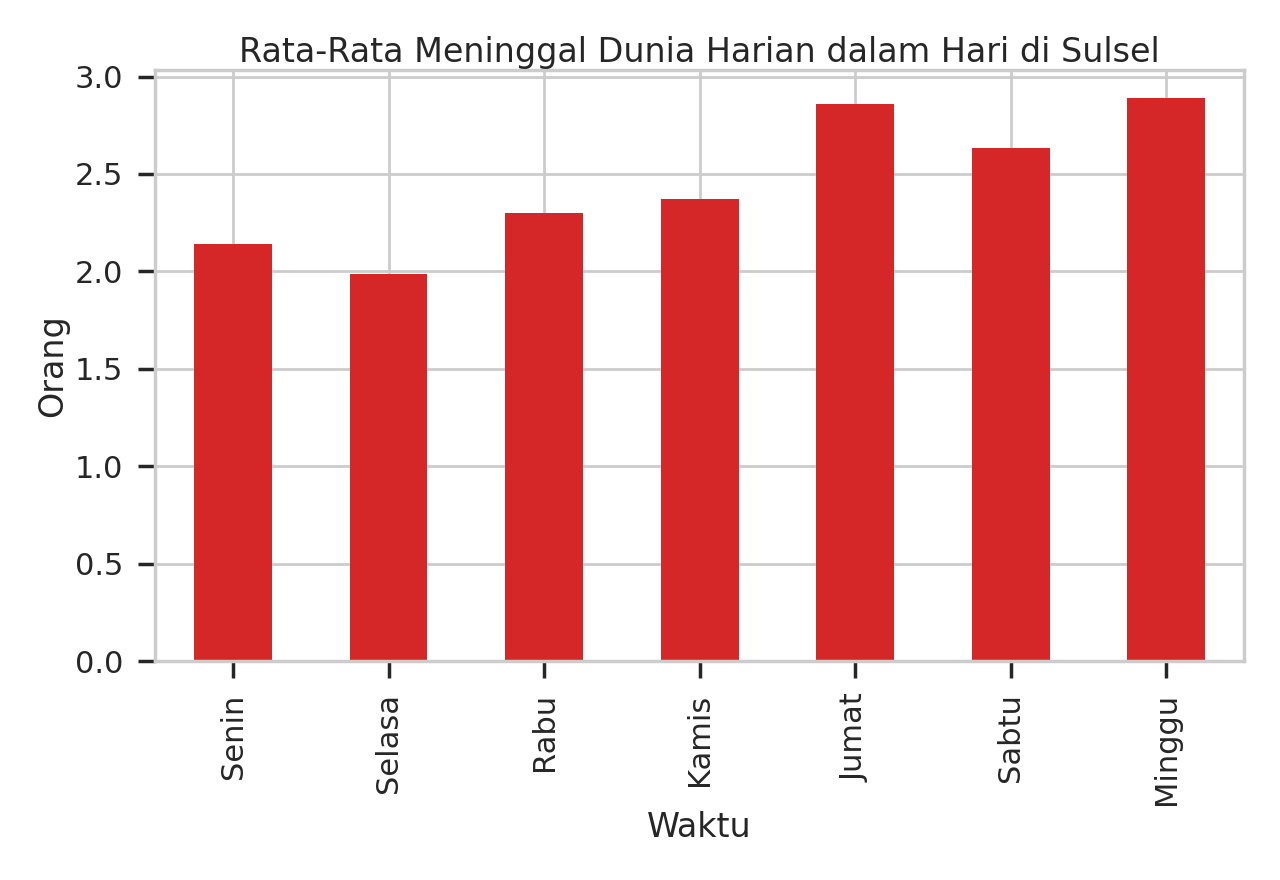 Rata-Rata Meninggal Dunia Harian dalam Hari di Sulsel
3.0
2.5
2.0
1.5
1.0
0.5
0.0
Orang
Senin
Selasa
Rabu
Kamis
Jumat
Sabtu
Minggu
Waktu